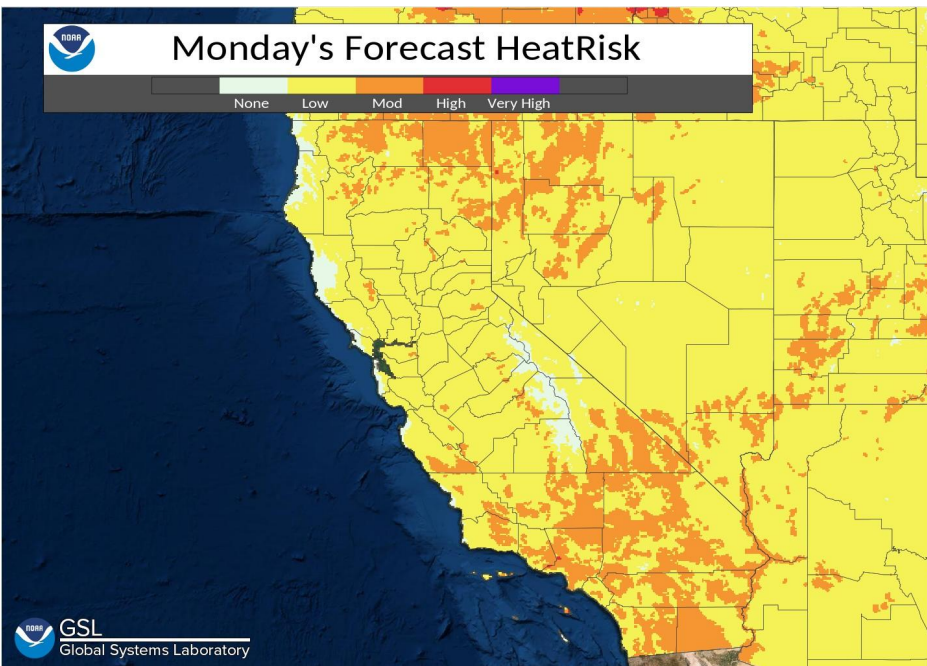 NOAA
Monday's Forecast HeatRisk
None Low Mod High Very High
NOAA
GSL
Global Systems Laboratory